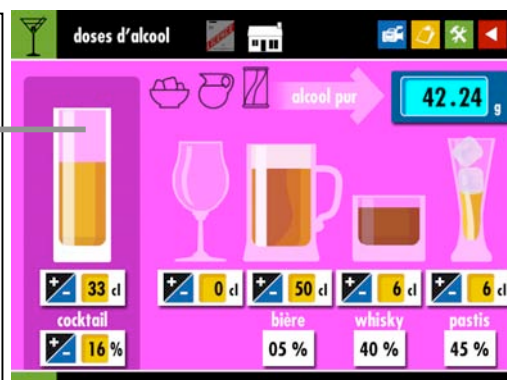 doses d'alcool
alcool pur
42.24 g
33 cl
0 cl
50 cl
6 cl
6 cl
cocktail
bière
whisky
pastis
16 %
05 %
40 %
45 %